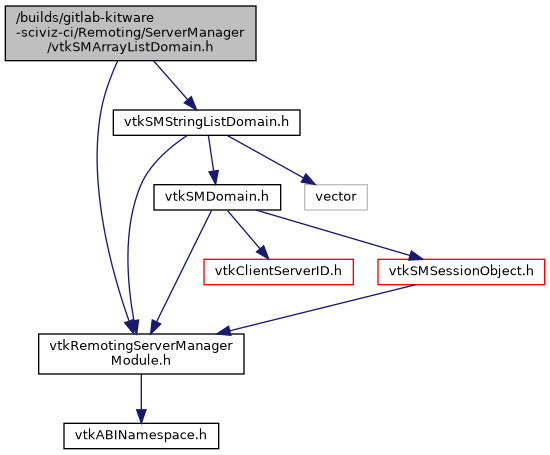 /builds/gitlab-kitware
-sciviz-ci/Remoting/ServerManager
/vtkSMArrayListDomain.h
vtkSMStringListDomain.h
vtkSMDomain.h
vector
vtkClientServerID.h
vtkSMSessionObject.h
vtkRemotingServerManager
Module.h
vtkABINamespace.h